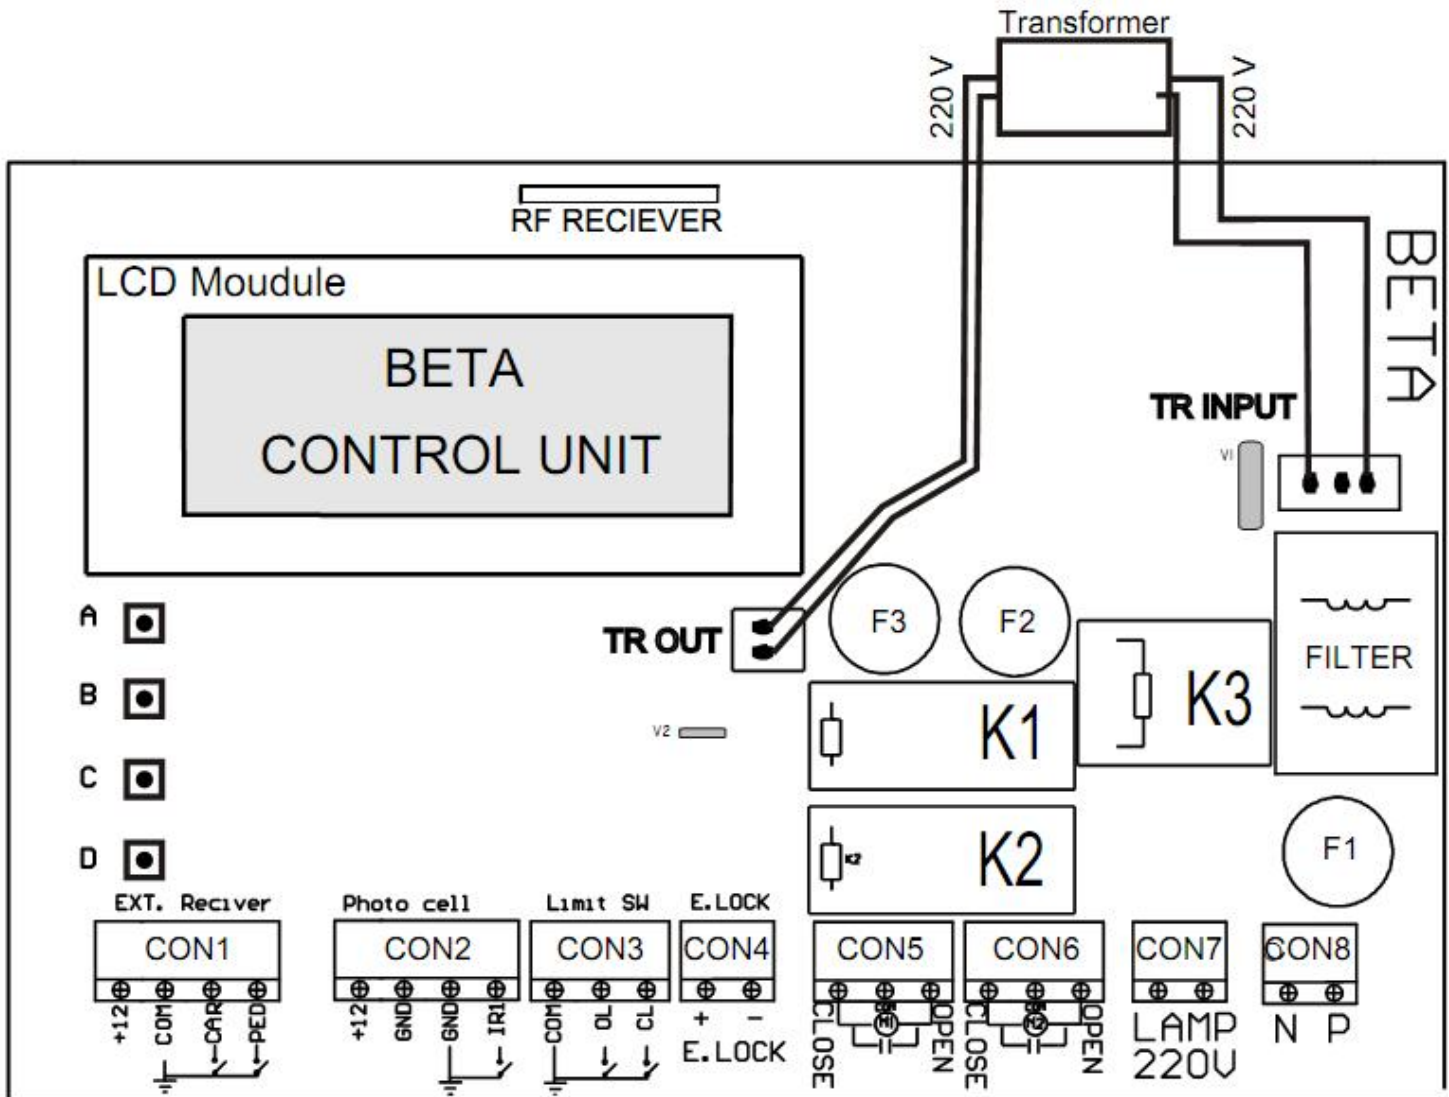 Transformer
220 V
220 V
RF RECIEVER
BETA
LCD Moudule
BETA
CONTROL UNIT
TR INPUT
V1
A
B
C
D
TR OUT
V2
F3
F2
FILTER
K3
K1
K2
K2
F1
EXT. Reciver
Photo cell
Limit SW
E.LOCK
CON1
CON2
CON3
CON4
CON5
CON6
CON7
CON8
+12 COM CAR PED
+12 GND GND IR1
COM OL CL
+ -
E.LOCK
CLOSE OPEN
CLOSE OPEN
LAMP
220V
N P